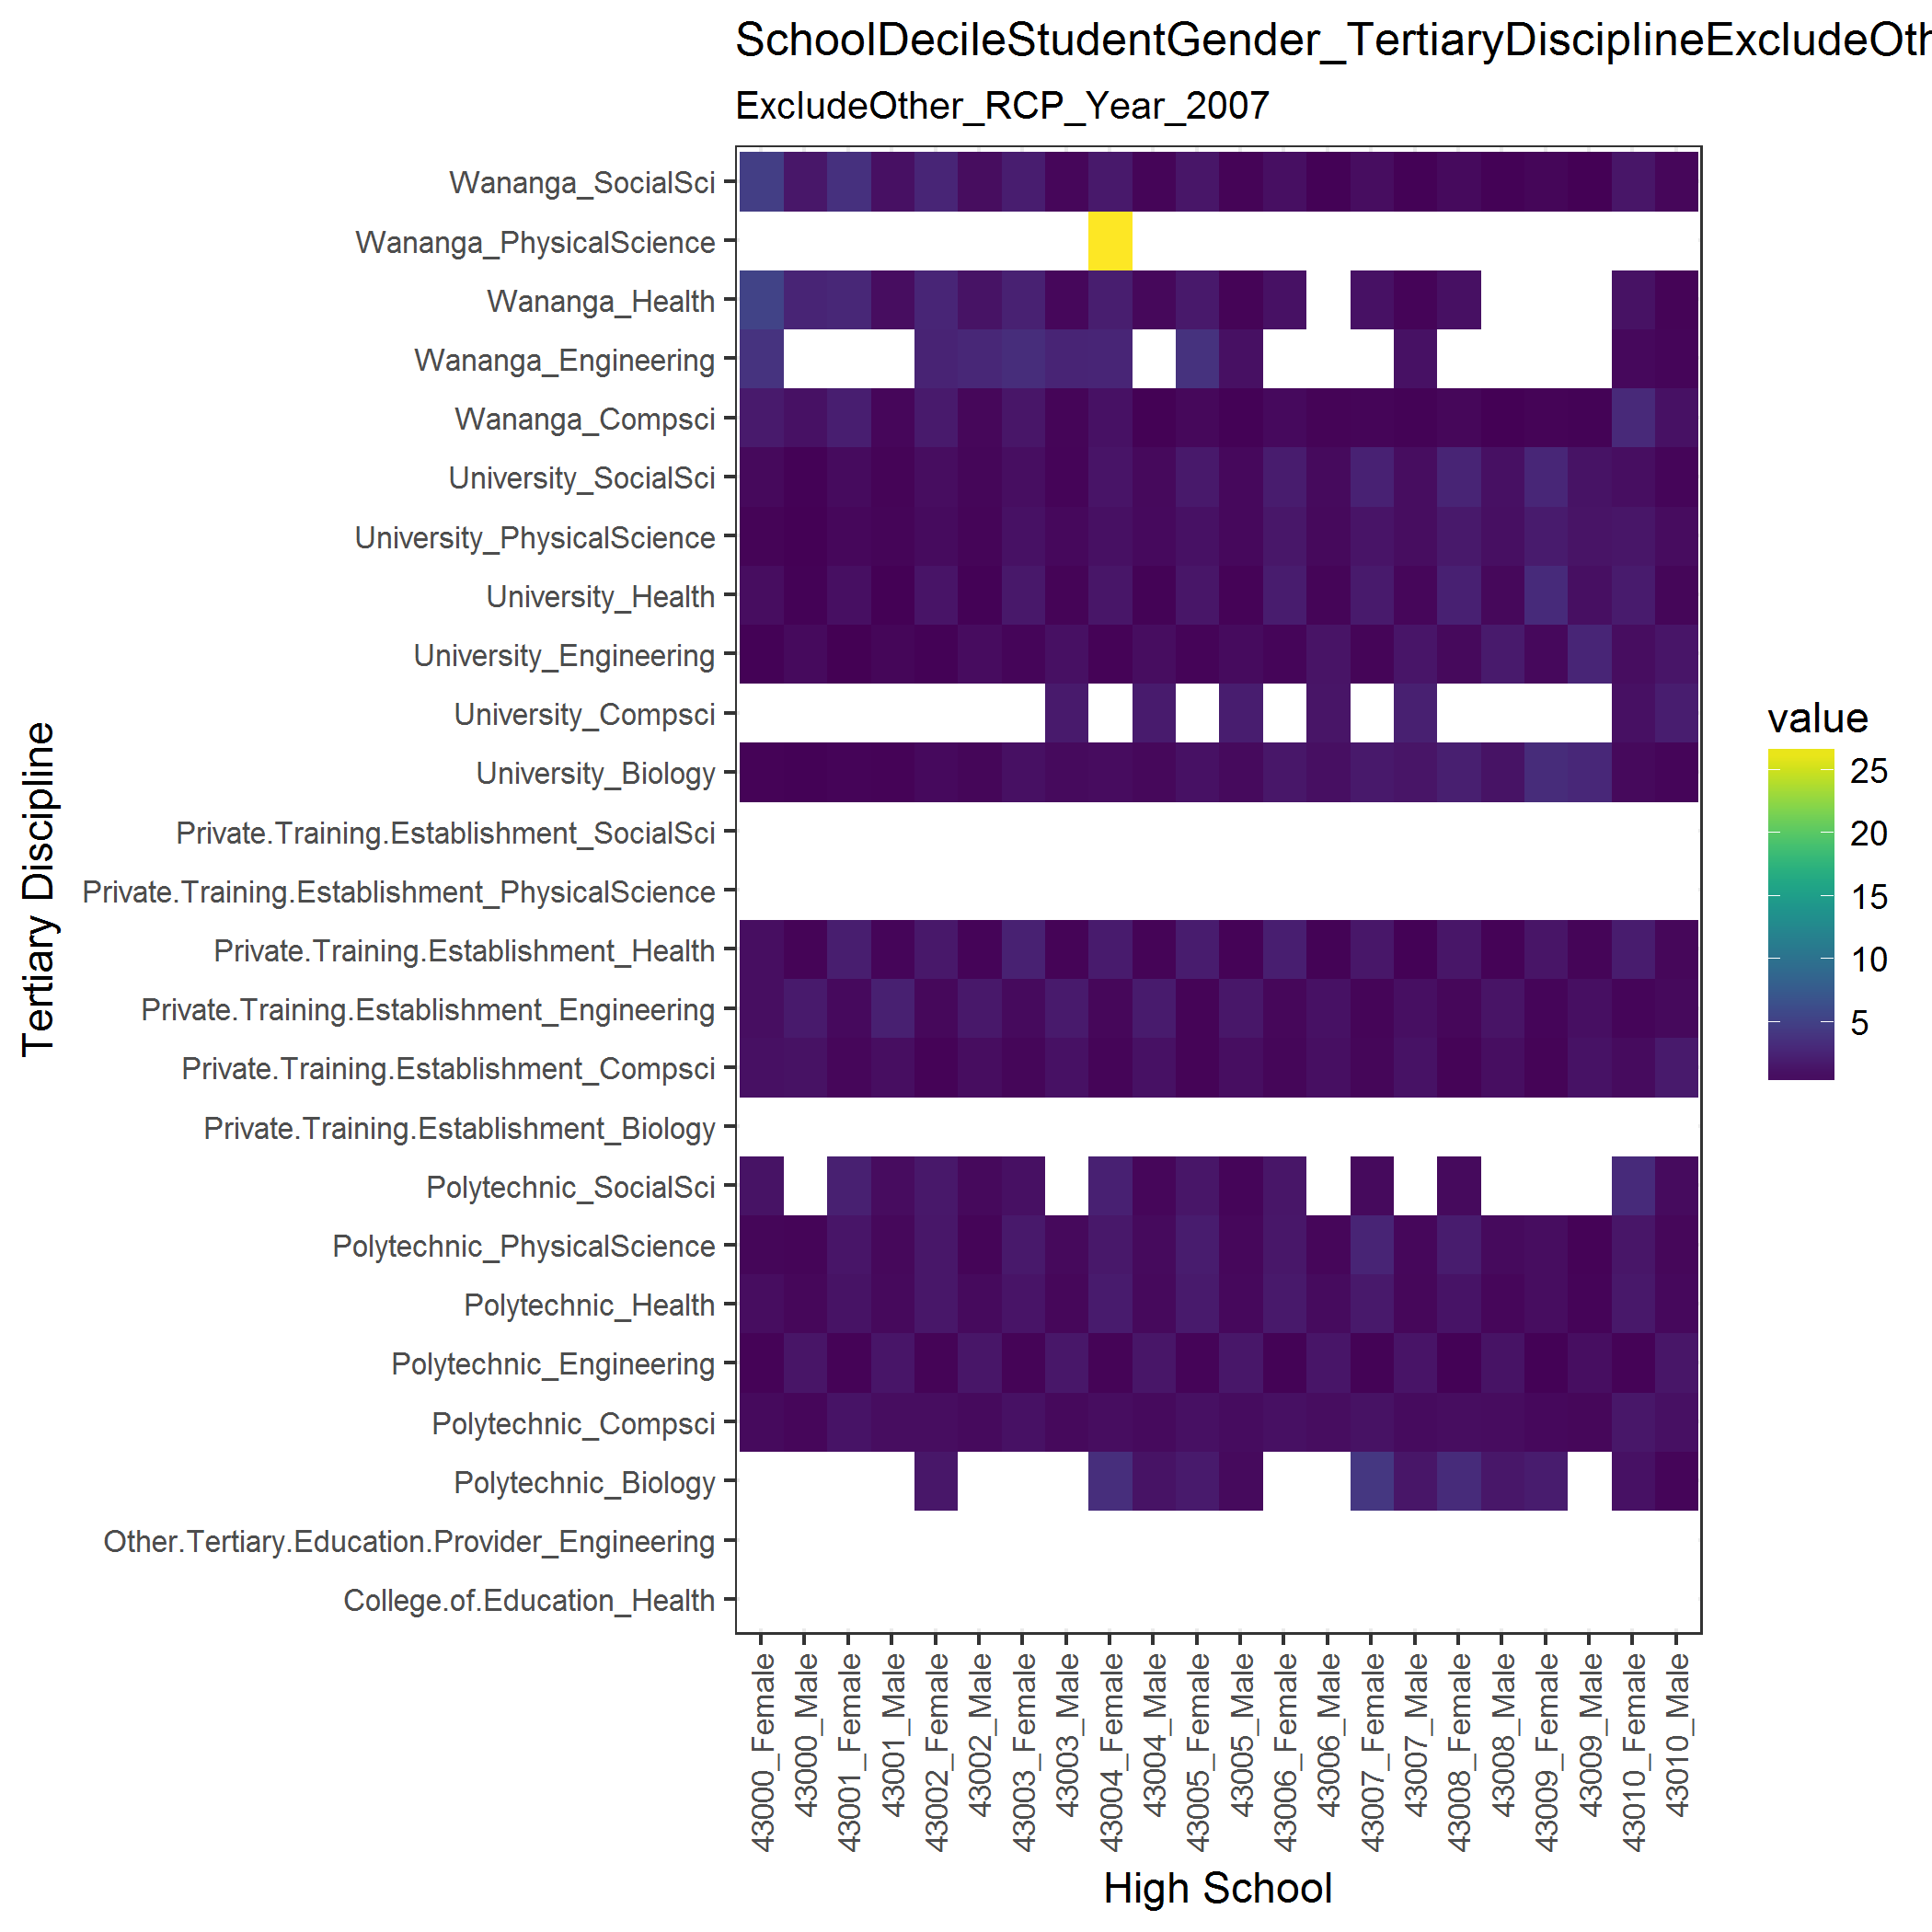 SchoolDecileStudentGender_TertiaryDisciplineExcludeOth
ExcludeOther_RCP_Year_2007
Tertiary Discipline
Wananga_SocialSci
Wananga_PhysicalScience
Wananga_Health
Wananga_Engineering
Wananga_Compsci
University_SocialSci
University_PhysicalScience
University_Health
University_Engineering
University_Compsci
University_Biology
Private.Training.Establishment_SocialSci
Private.Training.Establishment_PhysicalScience
Private.Training.Establishment_Health
Private.Training.Establishment_Engineering
Private.Training.Establishment_Compsci
Private.Training.Establishment_Biology
Polytechnic_SocialSci
Polytechnic_PhysicalScience
Polytechnic_Health
Polytechnic_Engineering
Polytechnic_Compsci
Polytechnic_Biology
Other.Tertiary.Education.Provider_Engineering
College.of.Education_Health
43000_Female
43000_Male
43001_Female
43001_Male
43002_Female
43002_Male
43003_Female
43003_Male
43004_Female
43004_Male
43005_Female
43005_Male
43006_Female
43006_Male
43007_Female
43007_Male
43008_Female
43008_Male
43009_Female
43009_Male
43010_Female
43010_Male
High School
value
25
20
15
10
5